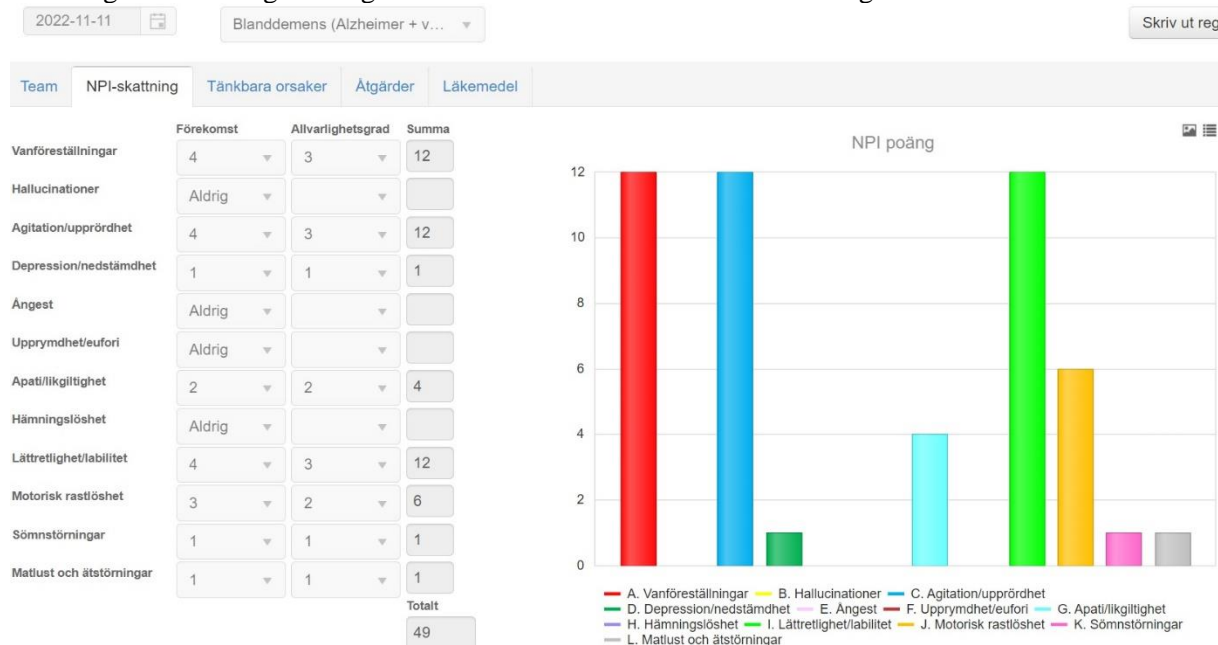 2022-11-11 Blanddemens (Alzheimer + v… Skriv ut reg
Team NPI-skattning Tänkbara orsaker Åtgärder Läkemedel
Förekomst Allvarlighetsgrad Summa
Vanföreställningar 4 3 12
Hallucinationer Aldrig
Agitation/upprördhet 4 3 12
Depression/nedstämdhet 1 1 1
Ångest Aldrig
Upprymdhet/eufori Aldrig
Apati/likgiltighet 2 2 4
Hämningslöshet Aldrig
Lättretlighet/labilitet 4 3 12
Motorisk rastlöshet 3 2 6
Sömnstörningar 1 1 1
Matlust och ätstörningar 1 1 1
Totalt
49
NPI poäng
12
10
8
6
4
2
0
A. Vanföreställningar B. Hallucinationer C. Agitation/upprördhet
D. Depression/nedstämdhet E. Ångest F. Upprymdhet/eufori G. Apati/likgiltighet
H. Hämningslöshet I. Lättretlighet/labilitet J. Motorisk rastlöshet K. Sömnstörningar
L. Matlust och ätstörningar